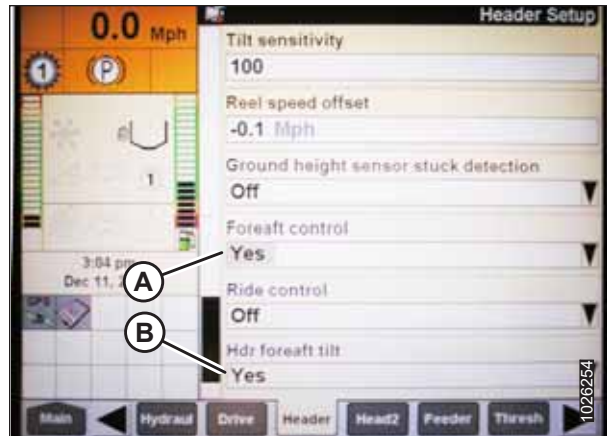 0.0 Mph
Header Setup
Tilt sensitivity
100
1
(P)
Reel speed offset
-0.1 Mph
Ground height sensor stuck detection
1
Off
Foreaft control
Yes
3:04 pm
Dec 11, 2
A
Ride control
GPS
Off
B
Hdr foreaft tilt
Yes
1026254
Main
Hydraul
Drive
Header
Head2
Feeder
Thresh